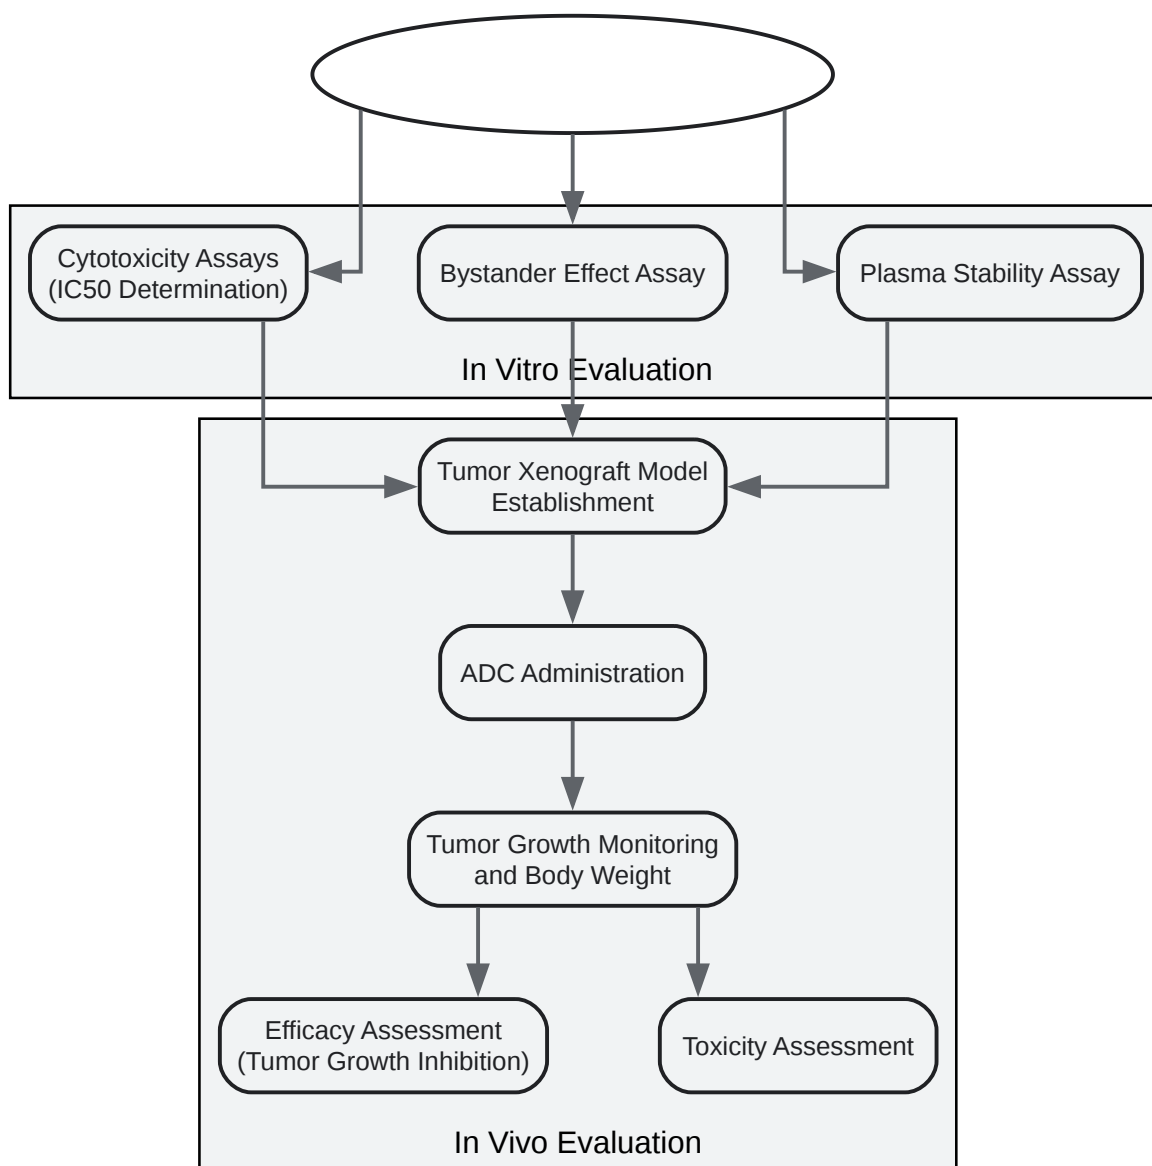 Cytotoxicity Assays
(IC50 Determination)
Bystander Effect Assay
Plasma Stability Assay
In Vitro Evaluation
Tumor Xenograft Model
Establishment
ADC Administration
Tumor Growth Monitoring
and Body Weight
Efficacy Assessment
(Tumor Growth Inhibition)
Toxicity Assessment
In Vivo Evaluation